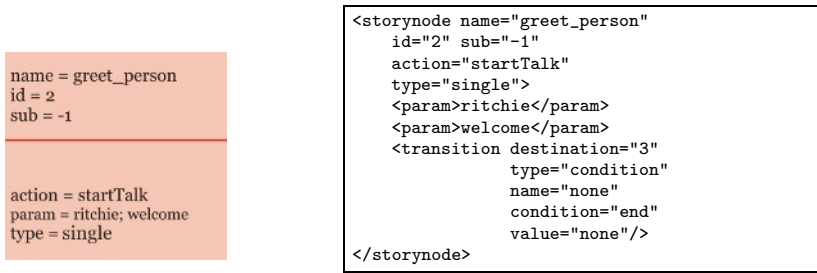 name = greet_person
id = 2
sub = -1
action = startTalk
param = ritchie; welcome
type = single
<storynode name="greet_person"
    id="2" sub="-1"
    action="startTalk"
    type="single">
    <param>ritchie</param>
    <param>welcome</param>
    <transition destination="3"
                type="condition"
                name="none"
                condition="end"
                value="none"/>
</storynode>